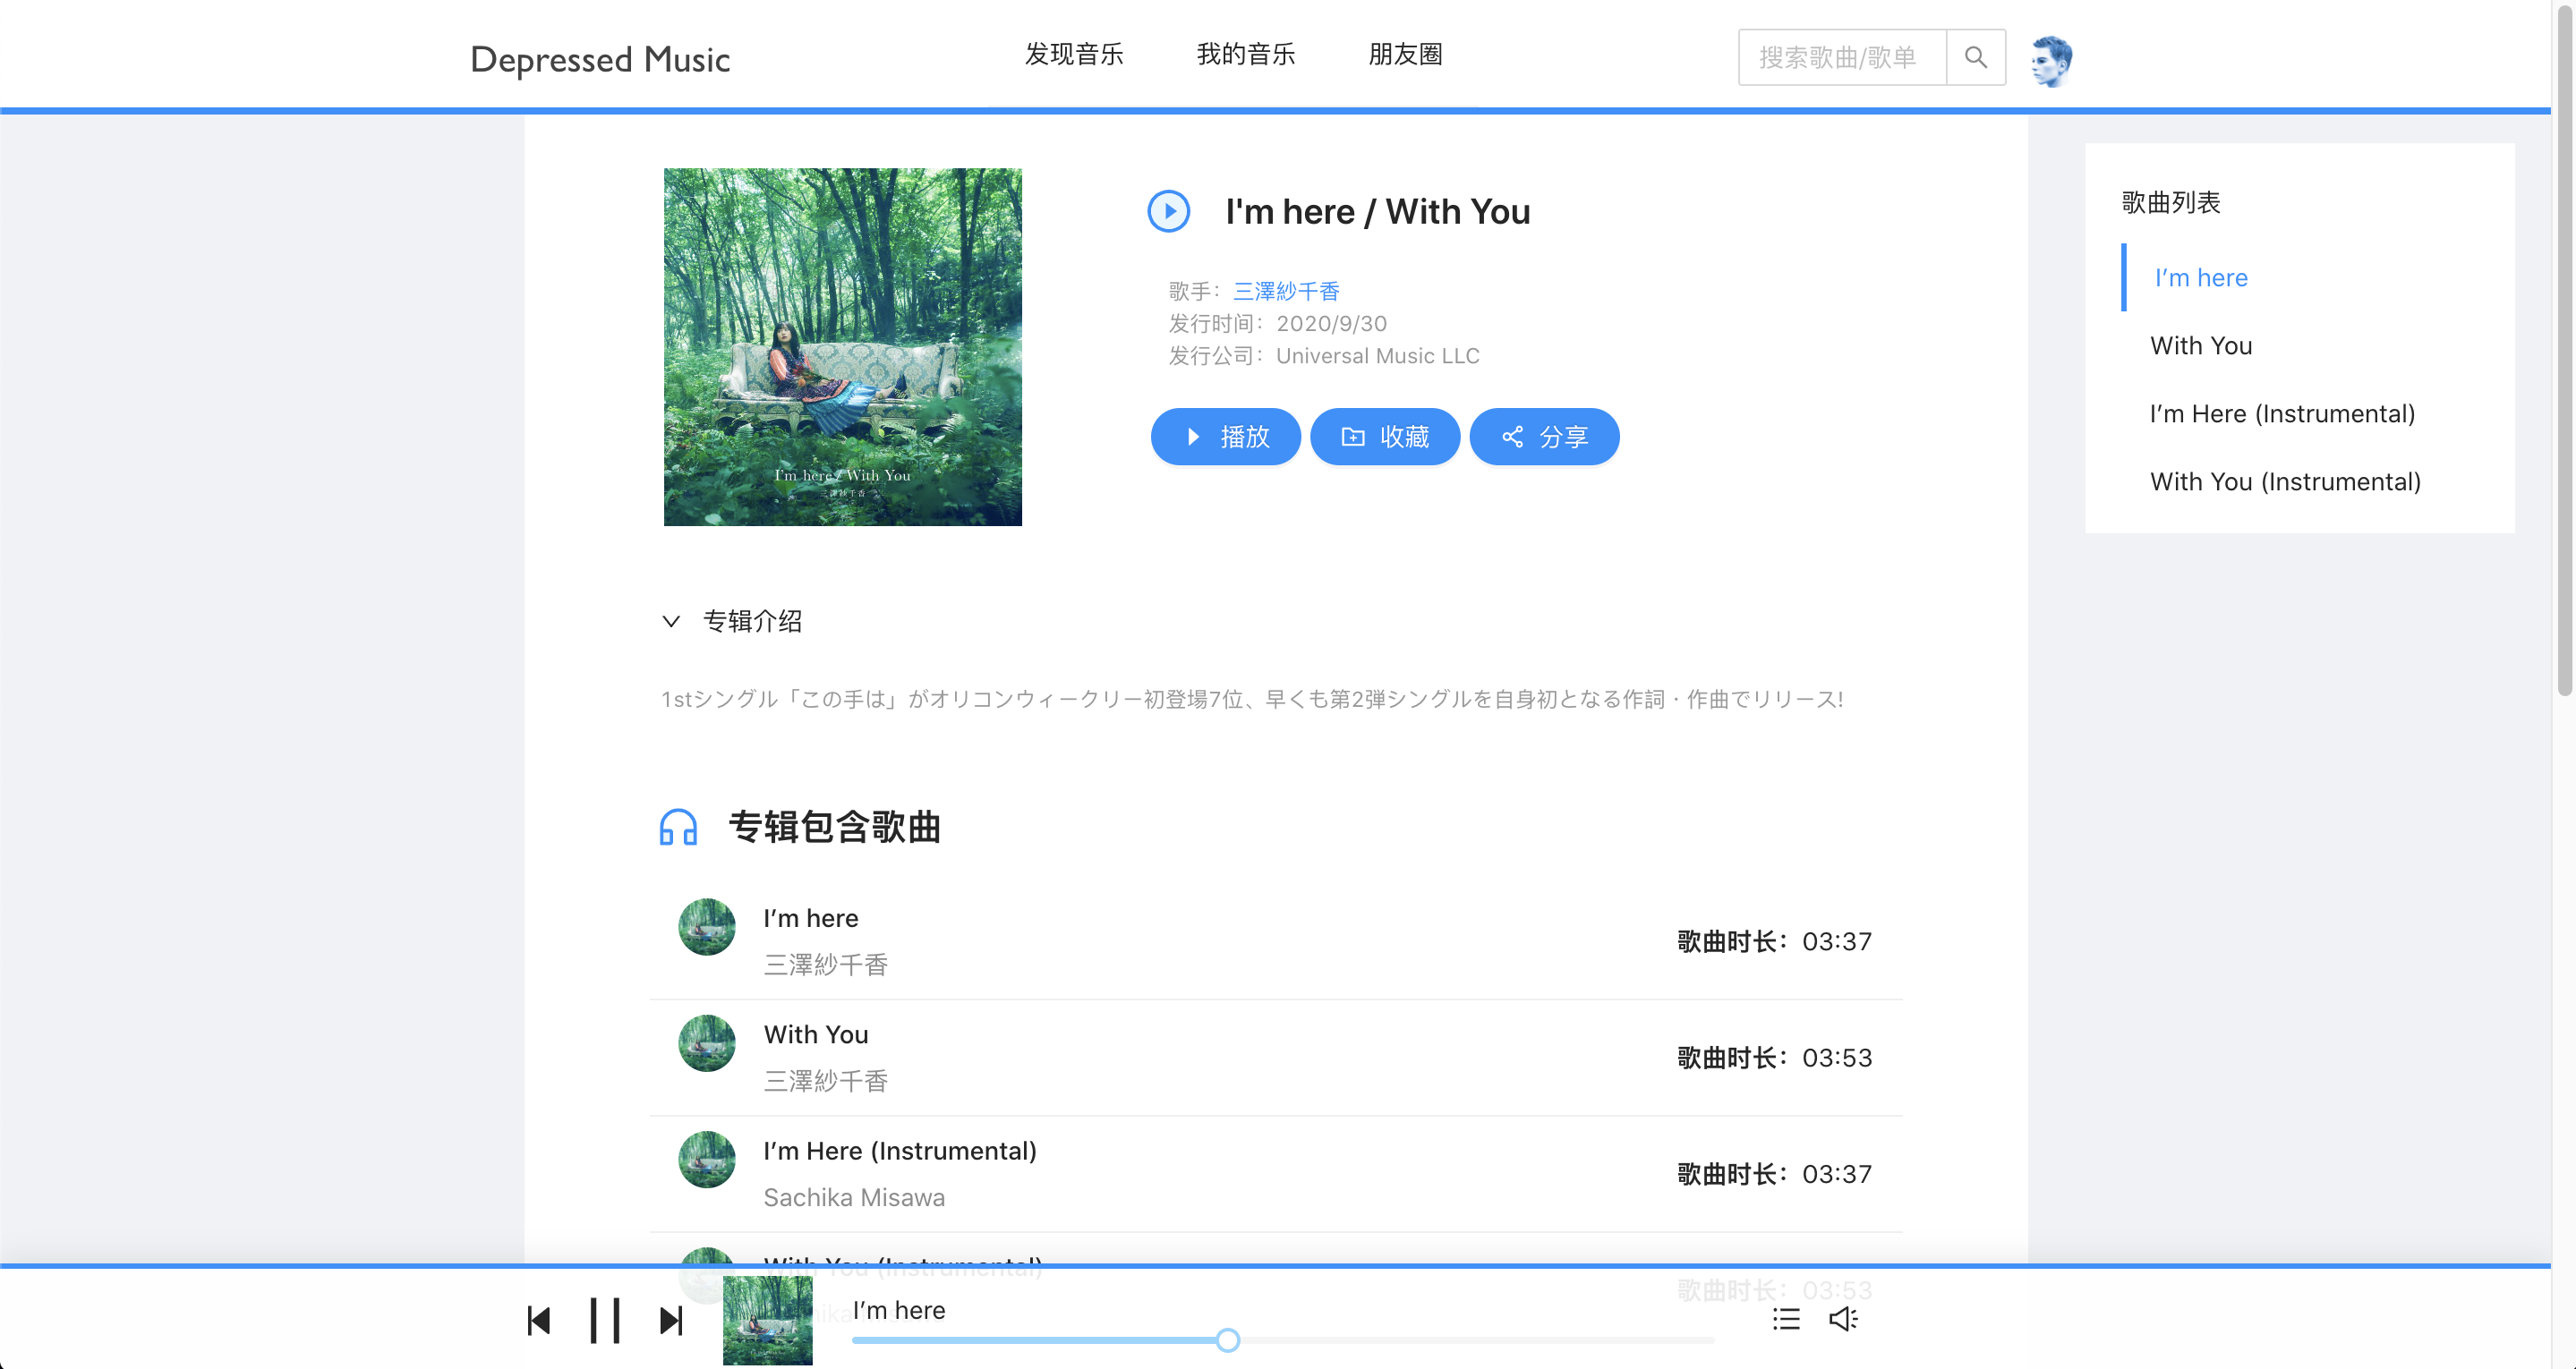 Depressed Music
发现音乐
我的音乐
朋友圈
搜索歌曲/歌单
I'm here / With You
三澤紗千香
I'm here / With You
歌手：三澤紗千香
发行时间：2020/9/30
发行公司：Universal Music LLC
播放
收藏
分享
歌曲列表
I’m here
With You
I’m Here (Instrumental)
With You (Instrumental)
专辑介绍
1stシングル「この手は」がオリコンウィークリー初登場7位、早くも第2弾シングルを自身初となる作詞・作曲でリリース!
专辑包含歌曲
I’m here
三澤紗千香
歌曲时长：03:37
With You
三澤紗千香
歌曲时长：03:53
I’m Here (Instrumental)
Sachika Misawa
歌曲时长：03:37
With You (Instrumental)
歌曲时长：03:53
I’m here